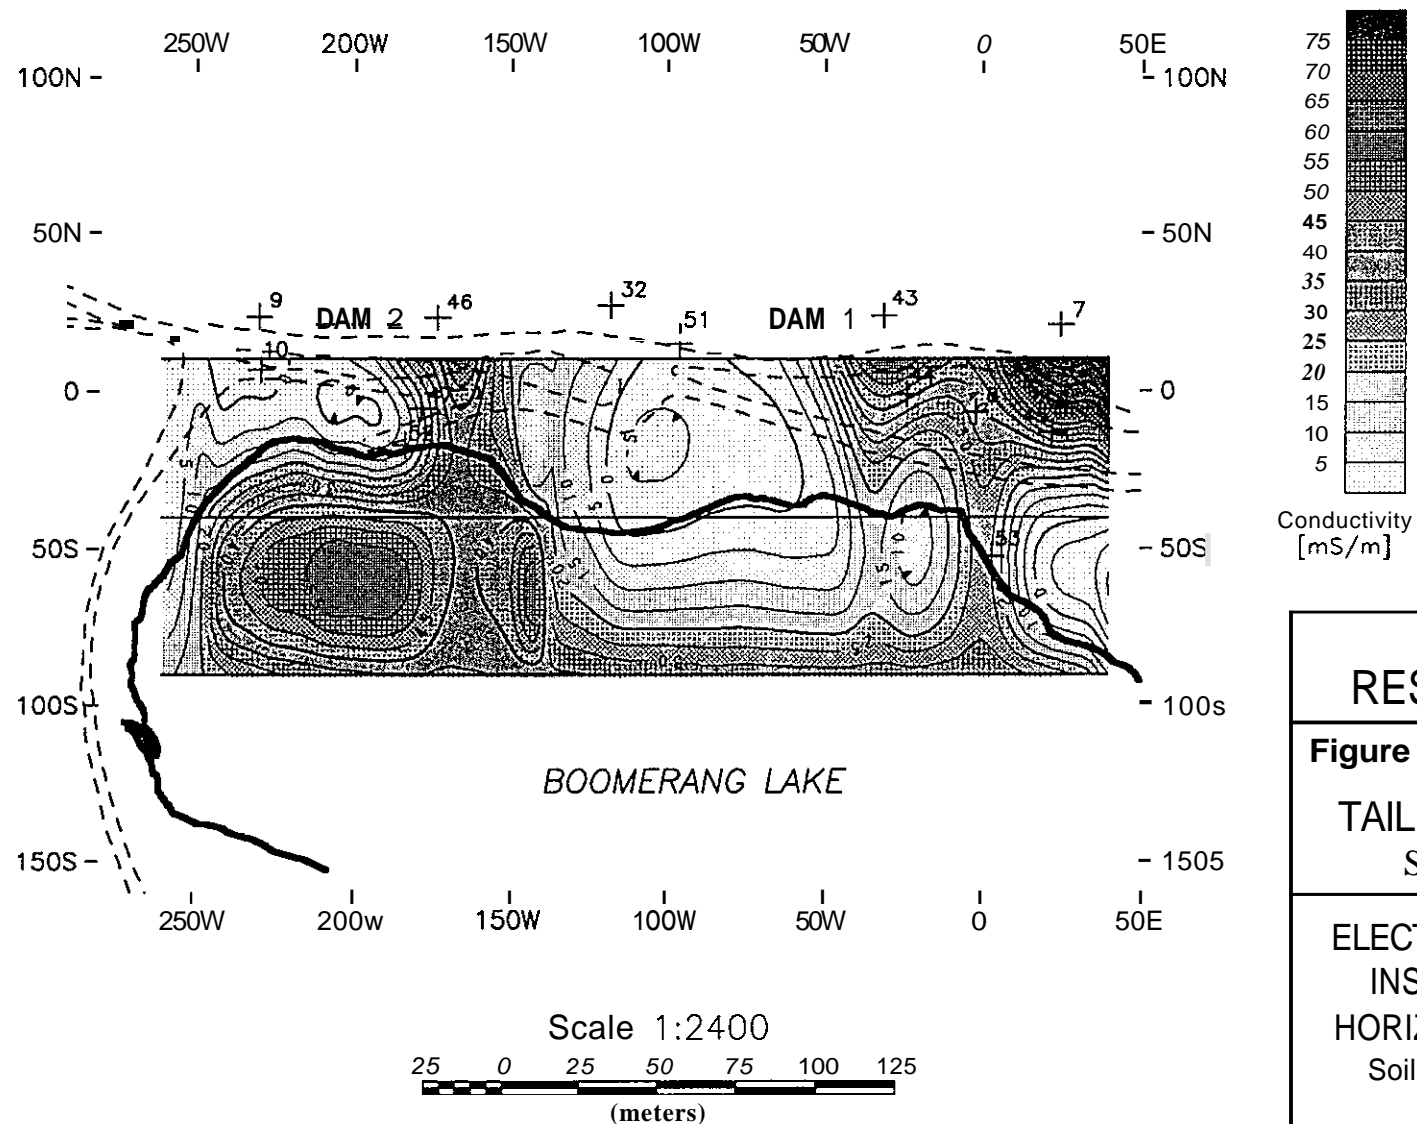 250W 200W 150W 100W 50W 0 50E
100N 100N
50N 50N
9 DAM 2 46 32 51 DAM 1 43 7
10
0 0
50S 50S
53
100S 100s
BOOMERANG LAKE
150S 150S
250W 200w 150W 100W 50W 0 50E
Scale 1:2400
25 0 25 50 75 100 125
(meters)
75
70
65
60
55
50
45
40
35
30
25
20
15
10
5
Conductivity
[mS/m]
RES
Figure
TAIL
S
ELECT
INS
HORIZ
Soil